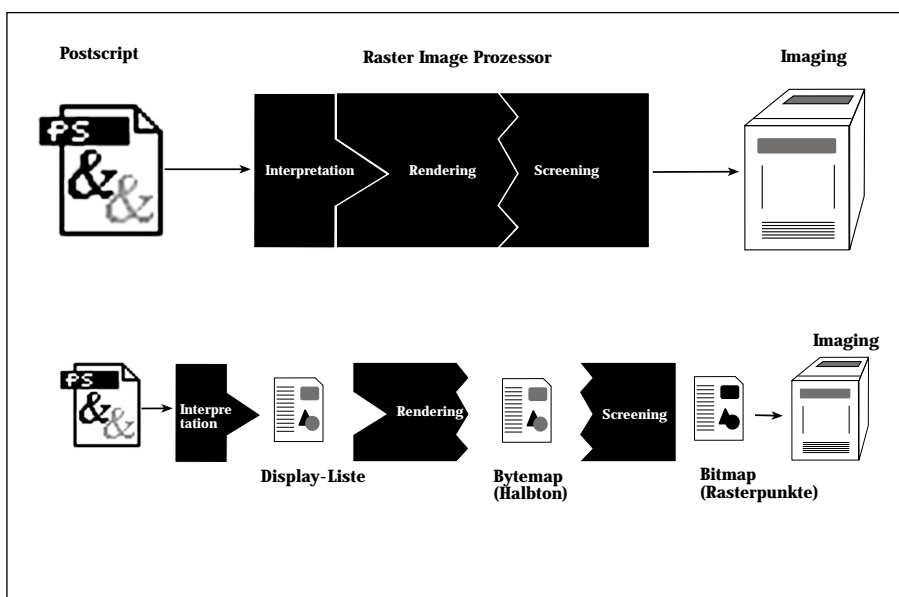 Postscript
Raster Image Prozessor
Imaging
PS
&&
Interpretation
Rendering
Screening
Imaging
PS
&&
Interpre
tation
Rendering
Screening
Display-Liste
Bytemap
(Halbton)
Bitmap
(Rasterpunkte)